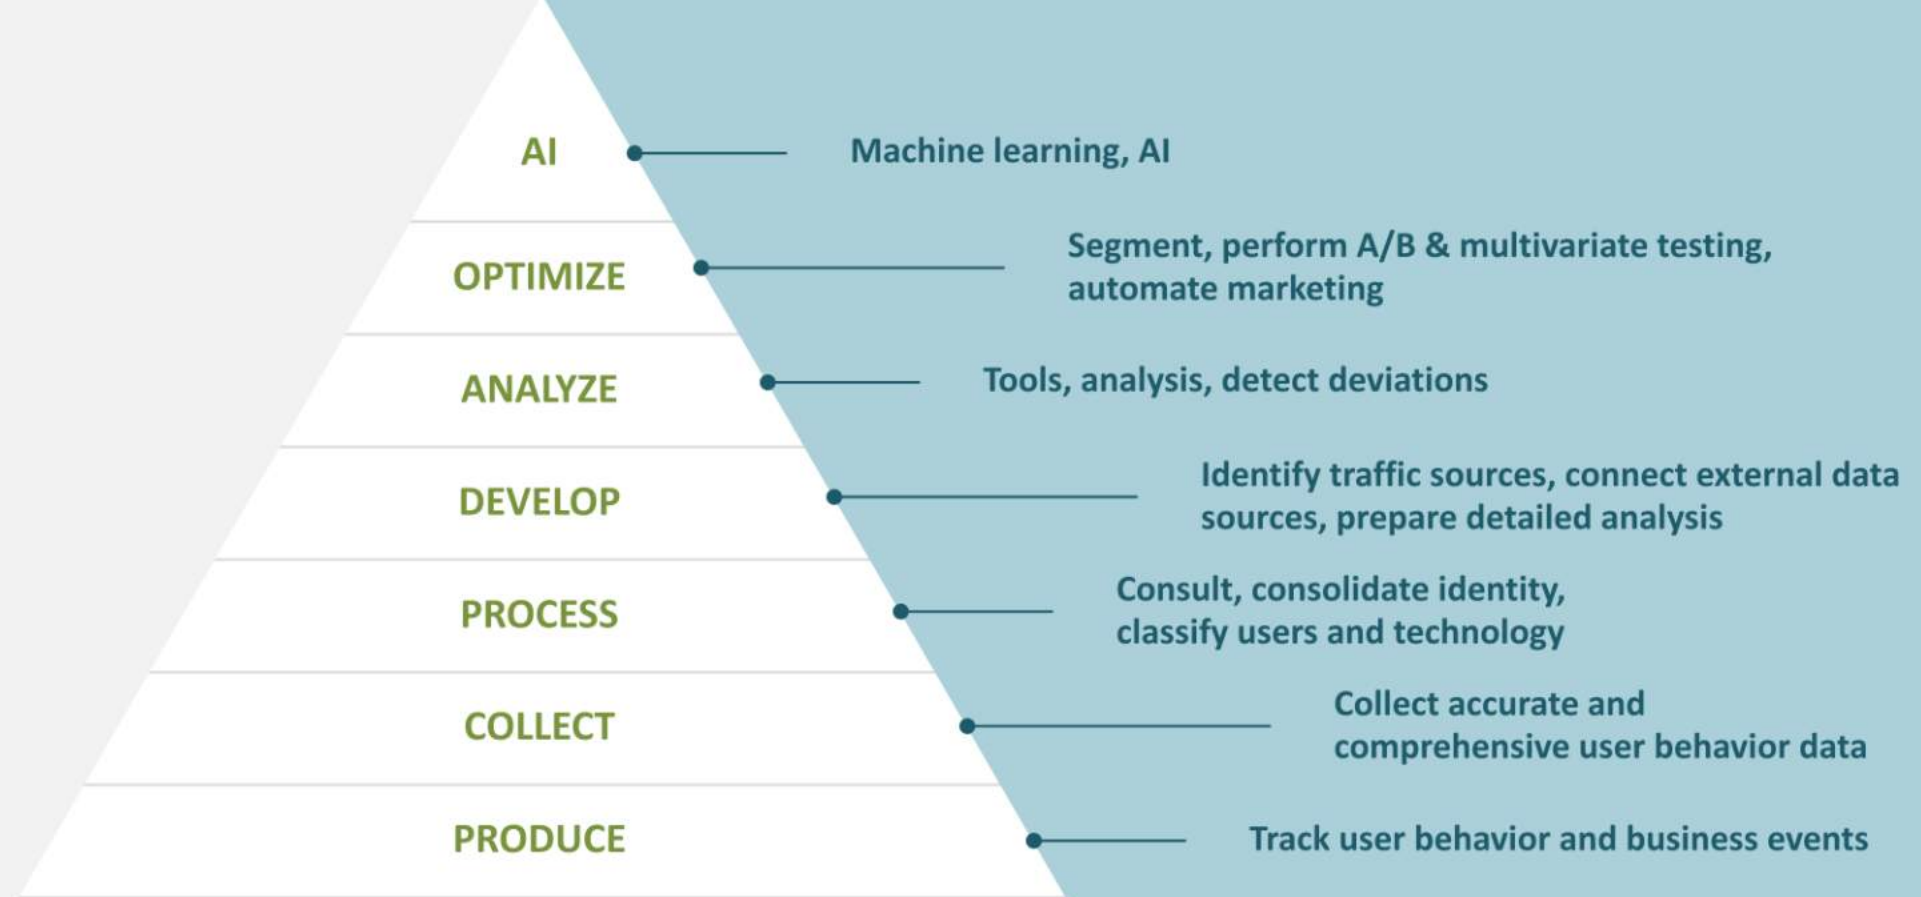 AI
Machine learning, AI
OPTIMIZE
Segment, perform A/B & multivariate testing,
automate marketing
ANALYZE
Tools, analysis, detect deviations
DEVELOP
Identify traffic sources, connect external data
sources, prepare detailed analysis
PROCESS
Consult, consolidate identity,
classify users and technology
COLLECT
Collect accurate and
comprehensive user behavior data
PRODUCE
Track user behavior and business events